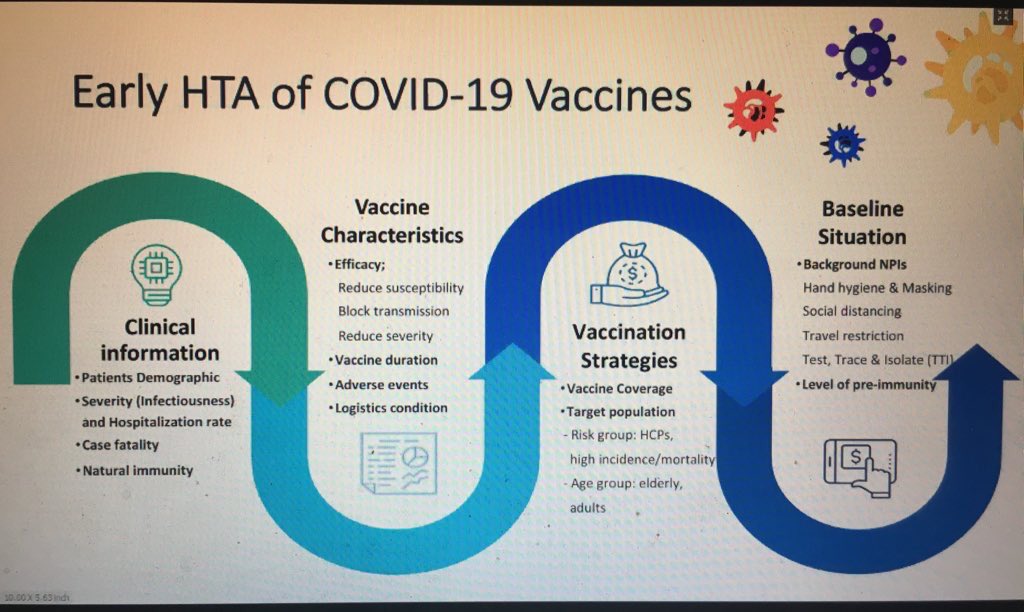 Early HTA of COVID-19 Vaccines
Clinical
information
•Patients Demographic
•Severity (Infectiousness)
and Hospitalization rate
•Case fatality
•Natural immunity
Vaccine
Characteristics
•Efficacy;
Reduce susceptibility
Block transmission
Reduce severity
•Vaccine duration
•Adverse events
•Logistics condition
Vaccination
Strategies
•Vaccine Coverage
•Target population
- Risk group: HCPs,
high incidence/mortality
- Age group: elderly,
adults
Baseline
Situation
•Background NPIs
Hand hygiene & Masking
Social distancing
Travel restriction
Test, Trace & Isolate (TTI)
•Level of pre-immunity
$
$
10.00 X 5.63 inch